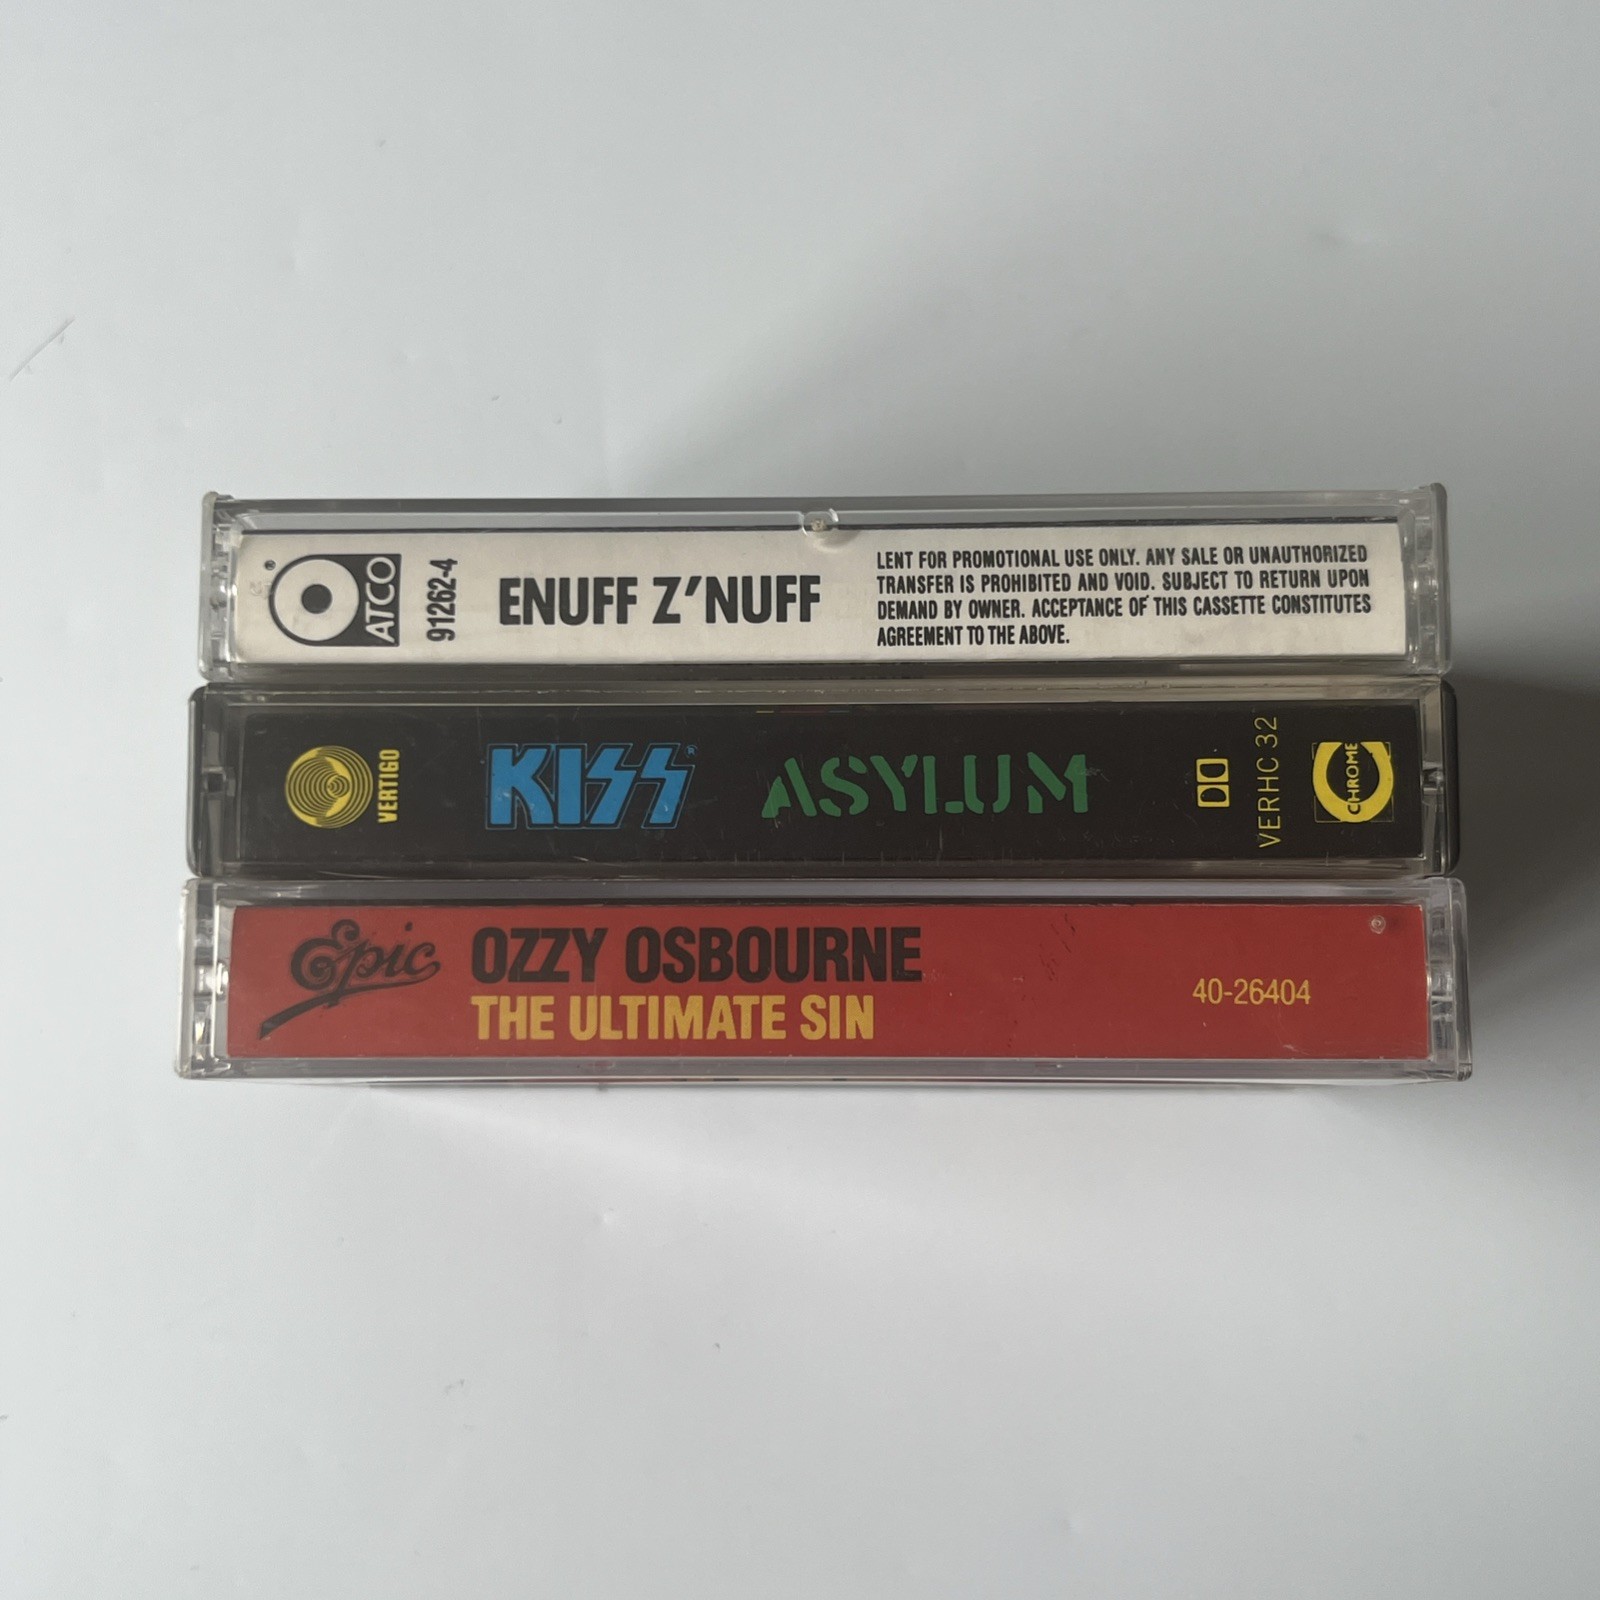 ATCO
91262-4
ENUFF Z'NUFF
LENT FOR PROMOTIONAL USE ONLY. ANY SALE OR UNAUTHORIZED
TRANSFER IS PROHIBITED AND VOID. SUBJECT TO RETURN UPON
DEMAND BY OWNER. ACCEPTANCE OF THIS CASSETTE CONSTITUTES
AGREEMENT TO THE ABOVE.
VERTIGO
KISS
ASYLUM
VERHC 32
CHROME
Epic
OZZY OSBOURNE
THE ULTIMATE SIN
40-26404